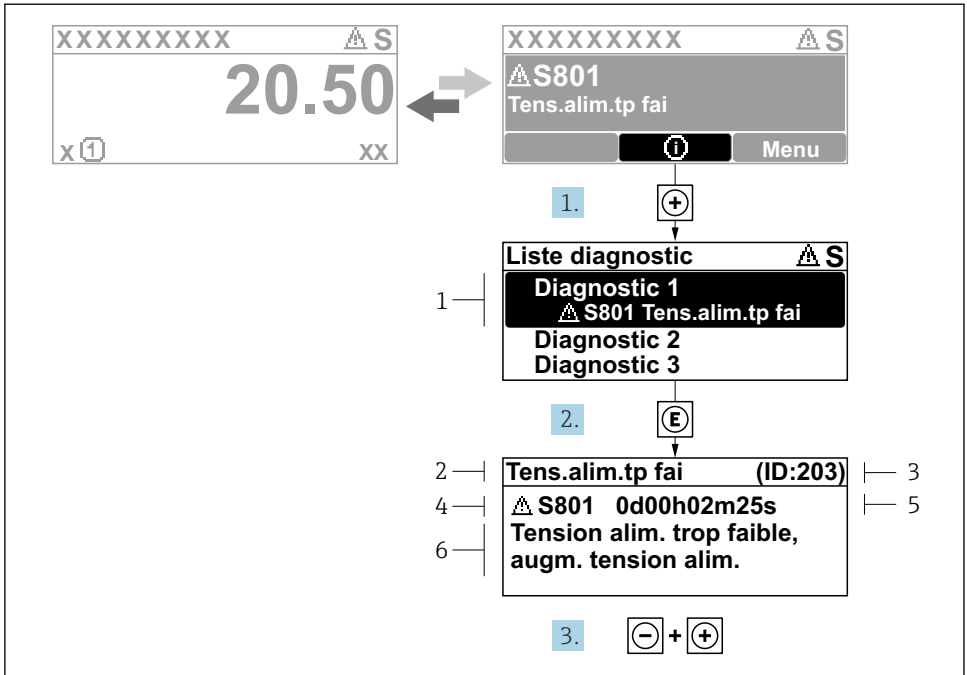 XXXXXXXXX ⚠ S
20.50
x 1 xx
XXXXXXXXX ⚠ S
⚠ S801
Tens.alim.tp fai
i Menu
1. +
Liste diagnostic ⚠ S
1
Diagnostic 1
⚠ S801 Tens.alim.tp fai
Diagnostic 2
Diagnostic 3
2. E
2 Tens.alim.tp fai (ID:203) 3
4 ⚠ S801 0d00h02m25s 5
6 Tension alim. trop faible,
augm. tension alim.
3. - + +